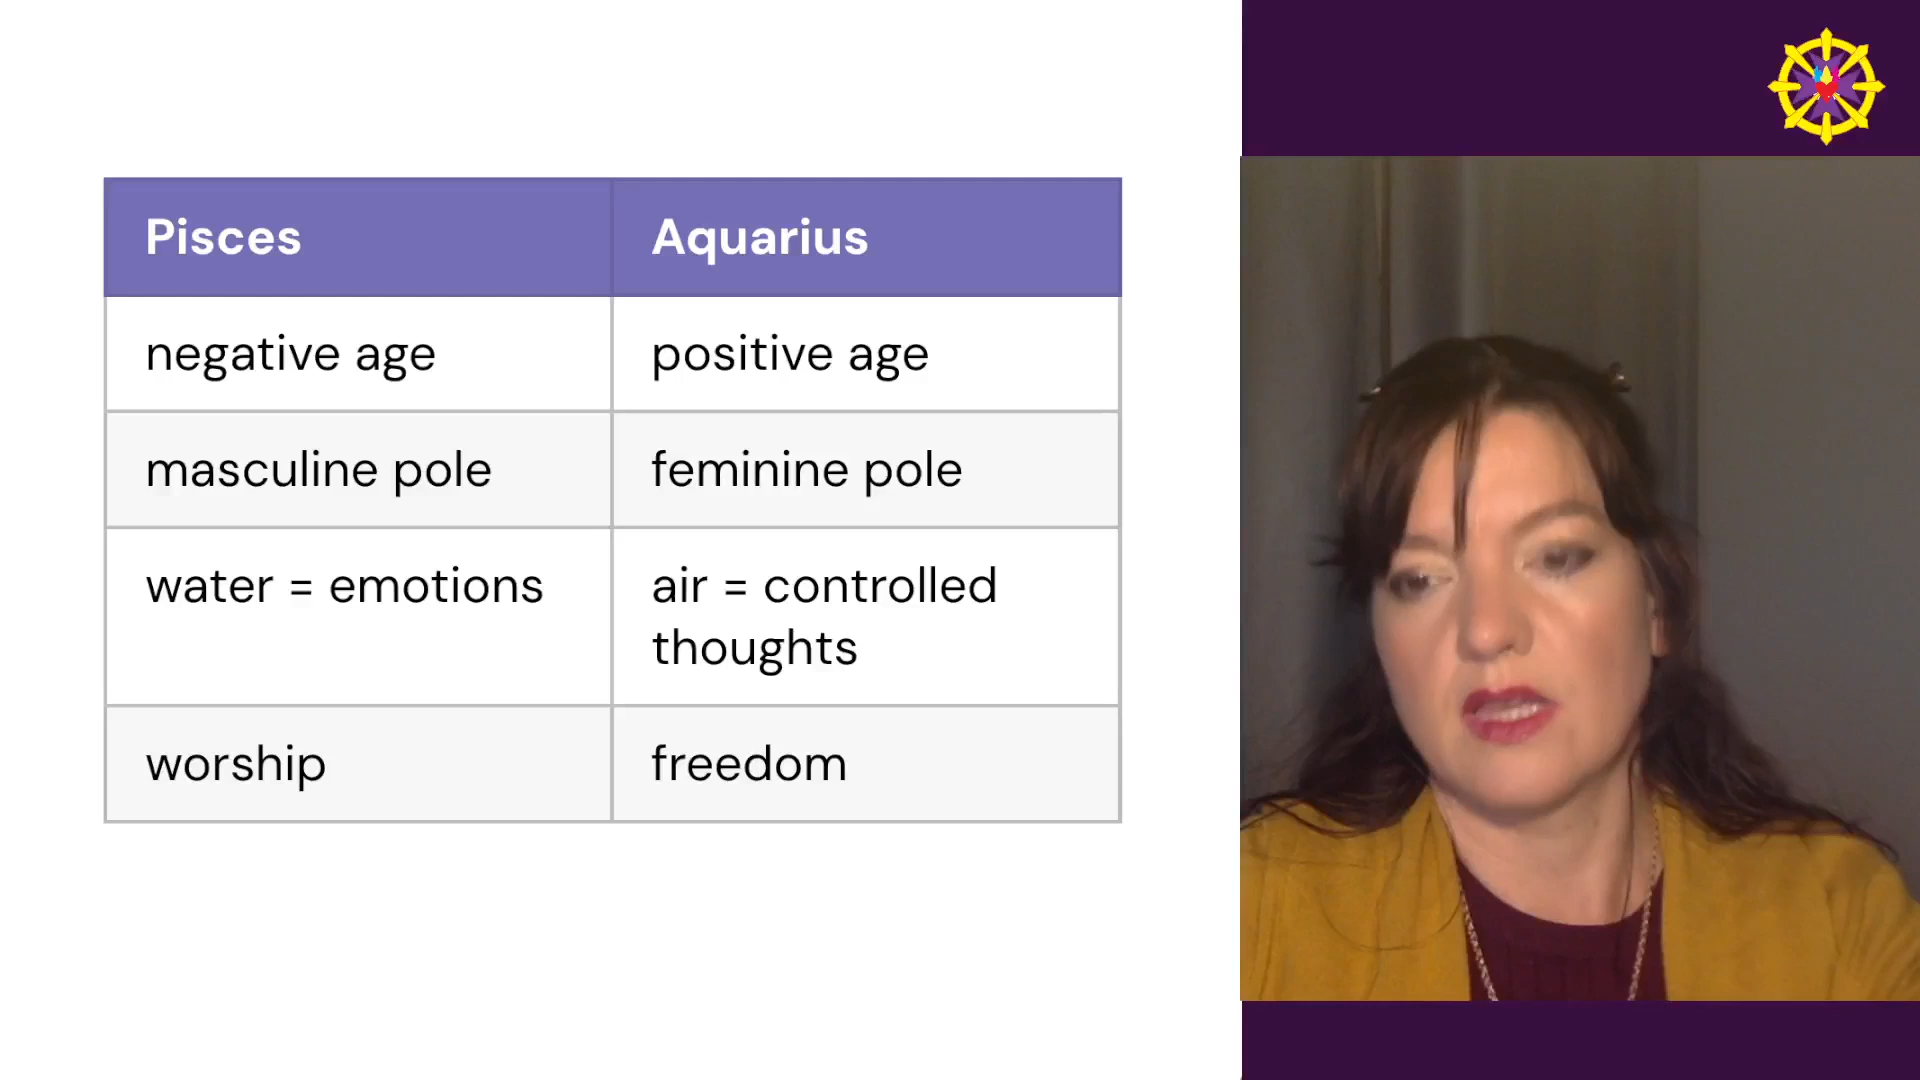 Pisces
Aquarius
negative age
positive age
masculine pole
feminine pole
water = emotions
air = controlled
thoughts
worship
freedom